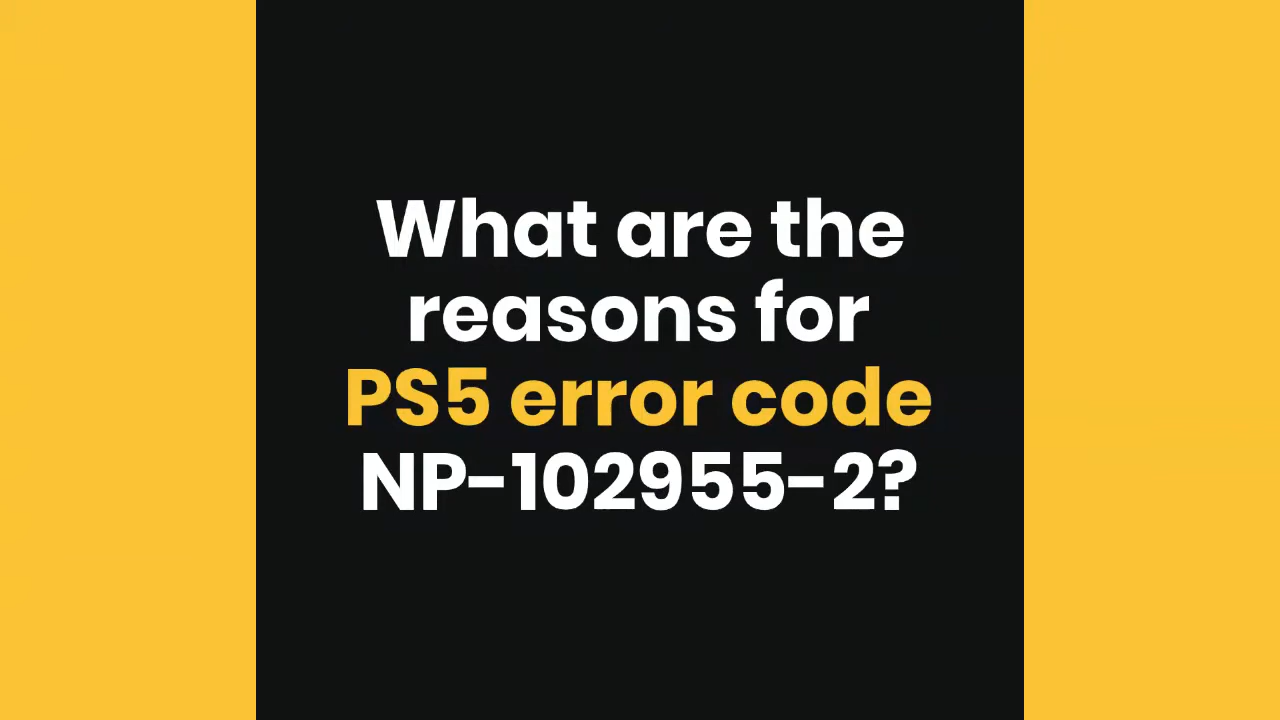 What are the
reasons for
PS5 error code
NP-102955-2?